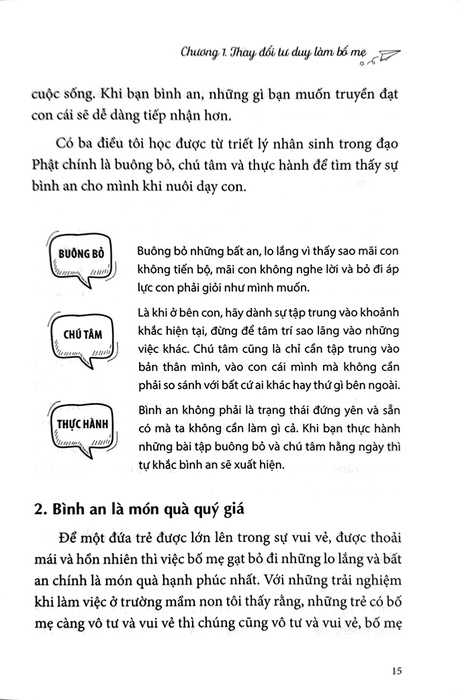 Chương 1. Thay đổi tư duy làm bố mẹ
cuộc sống. Khi bạn bình an, những gì bạn muốn truyền đạt
con cái sẽ dễ dàng tiếp nhận hơn.
Có ba điều tôi học được từ triết lý nhân sinh trong đạo
Phật chính là buông bỏ, chú tâm và thực hành để tìm thấy sự
bình an cho mình khi nuôi dạy con.
BUÔNG BỎ
Buông bỏ những bất an, lo lắng vì thấy sao mãi con
không tiến bộ, mãi con không nghe lời và bỏ đi áp
lực con phải giỏi như mình muốn.
CHÚ TÂM
Là khi ở bên con, hãy dành sự tập trung vào khoảnh
khắc hiện tại, đừng để tâm trí sao lãng vào những
việc khác. Chú tâm cũng là chỉ cần tập trung vào
bản thân mình, vào con cái mình mà không cần
phải so sánh với bất cứ ai khác hay thứ gì bên ngoài.
THỰC HÀNH
Bình an không phải là trạng thái đứng yên và sẵn
có mà ta không cần làm gì cả. Khi bạn thực hành
những bài tập buông bỏ và chú tâm hằng ngày thì
tự khắc bình an sẽ xuất hiện.
2. Bình an là món quà quý giá
Để một đứa trẻ được lớn lên trong sự vui vẻ, được thoải
mái và hồn nhiên thì việc bố mẹ gạt bỏ đi những lo lắng và bất
an chính là món quà hạnh phúc nhất. Với những trải nghiệm
khi làm việc ở trường mầm non tôi thấy rằng, những trẻ có bố
mẹ càng vô tư và vui vẻ thì chúng cũng vô tư và vui vẻ, bố mẹ
15